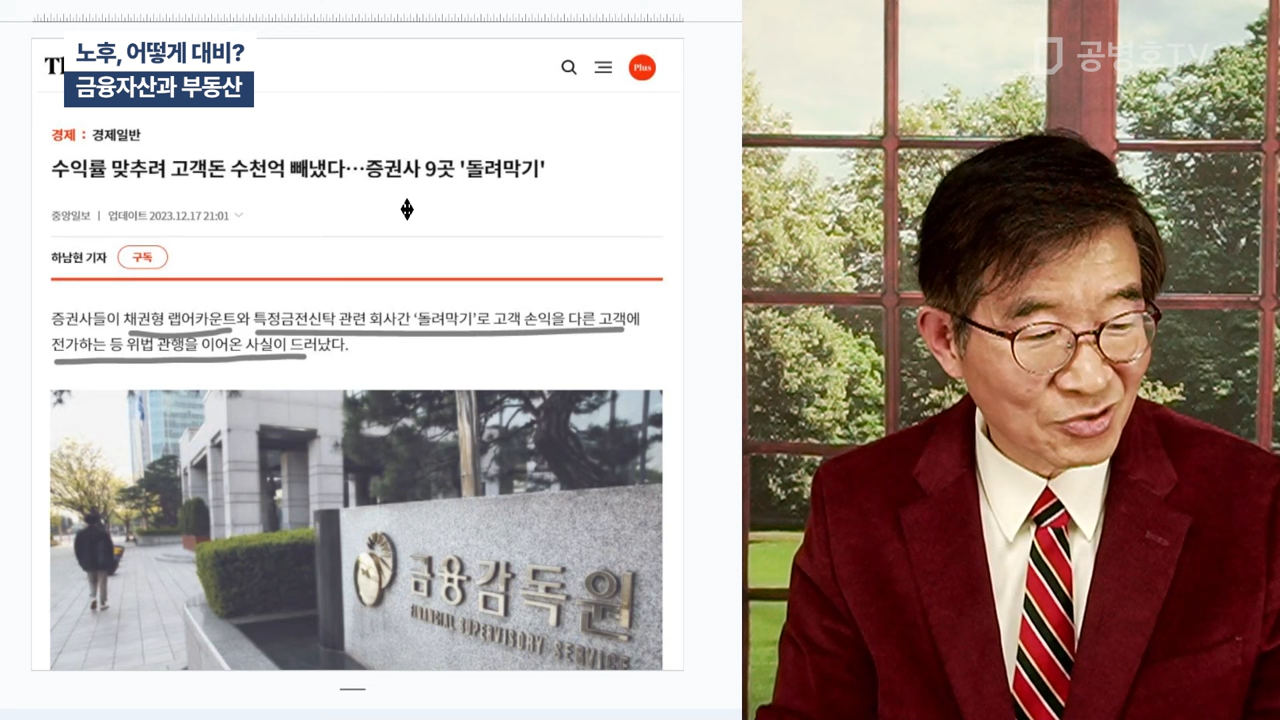 노후, 어떻게 대비?
금융자산과 부동산
Plus
공병호TV
경제 : 경제일반
수익률 맞추려 고객돈 수천억 빼냈다…증권사 9곳 '돌려막기'
중앙일보 | 업데이트 2023.12.17 21:01
하남현 기자 구독
증권사들이 채권형 랩어카운트와 특정금전신탁 관련 회사간 ‘돌려막기’로 고객 손익을 다른 고객에
전가하는 등 위법 관행을 이어온 사실이 드러났다.
금융감독원
FINANCIAL SUPERVISORY SERVICE